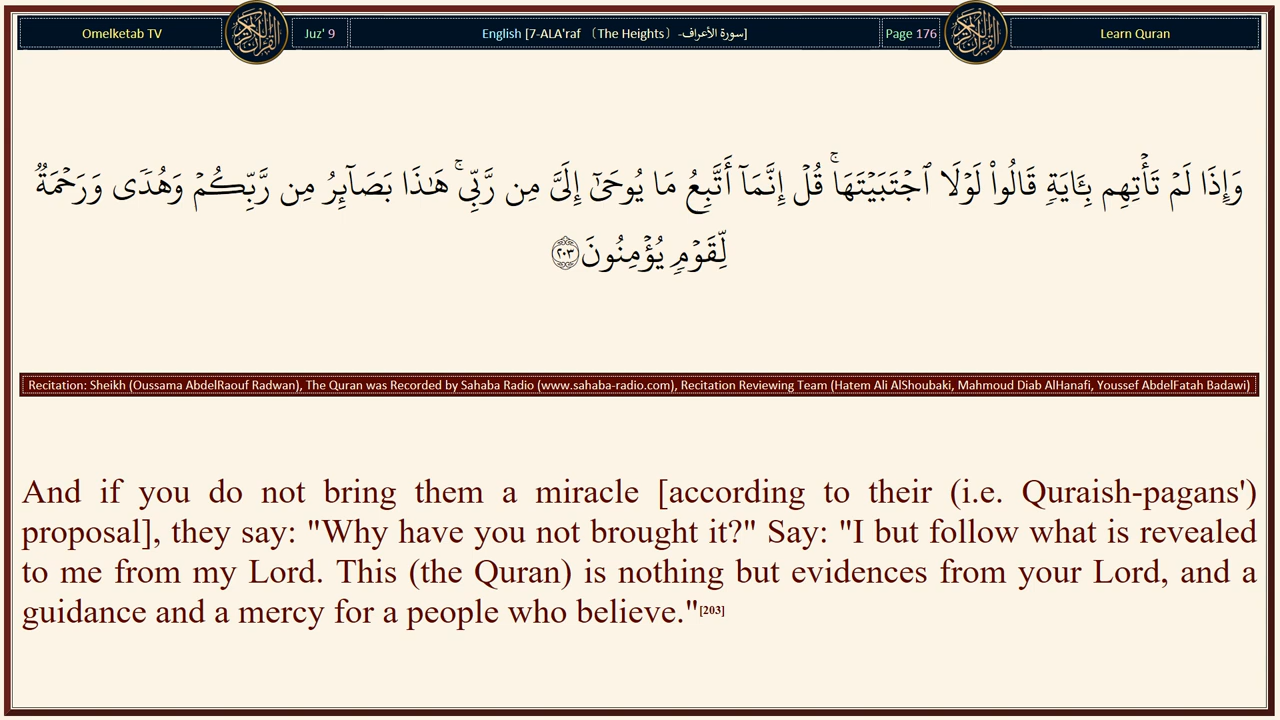 Omelketab TV
Juz' 9
English [7-ALA'raf 〔The Heights〕-سورة الأعراف]
Page 176
Learn Quran
وَإِذَا لَمۡ تَأۡتِهِم بِـَٔايَةٖ قَالُواْ لَوۡلَا ٱجۡتَبَيۡتَهَاۚ قُلۡ إِنَّمَآ أَتَّبِعُ مَا يُوحَىٰٓ إِلَيَّ مِن رَّبِّيۚ هَٰذَا بَصَآئِرُ مِن رَّبِّكُمۡ وَهُدٗى وَرَحۡمَةٞ
لِّقَوۡمٖ يُؤۡمِنُونَ ٢٠٣
Recitation: Sheikh (Oussama AbdelRaouf Radwan), The Quran was Recorded by Sahaba Radio (www.sahaba-radio.com), Recitation Reviewing Team (Hatem Ali AlShoubaki, Mahmoud Diab AlHanafi, Youssef AbdelFatah Badawi)
And if you do not bring them a miracle [according to their (i.e. Quraish-pagans')
proposal], they say: "Why have you not brought it?" Say: "I but follow what is revealed
to me from my Lord. This (the Quran) is nothing but evidences from your Lord, and a
guidance and a mercy for a people who believe."[203]